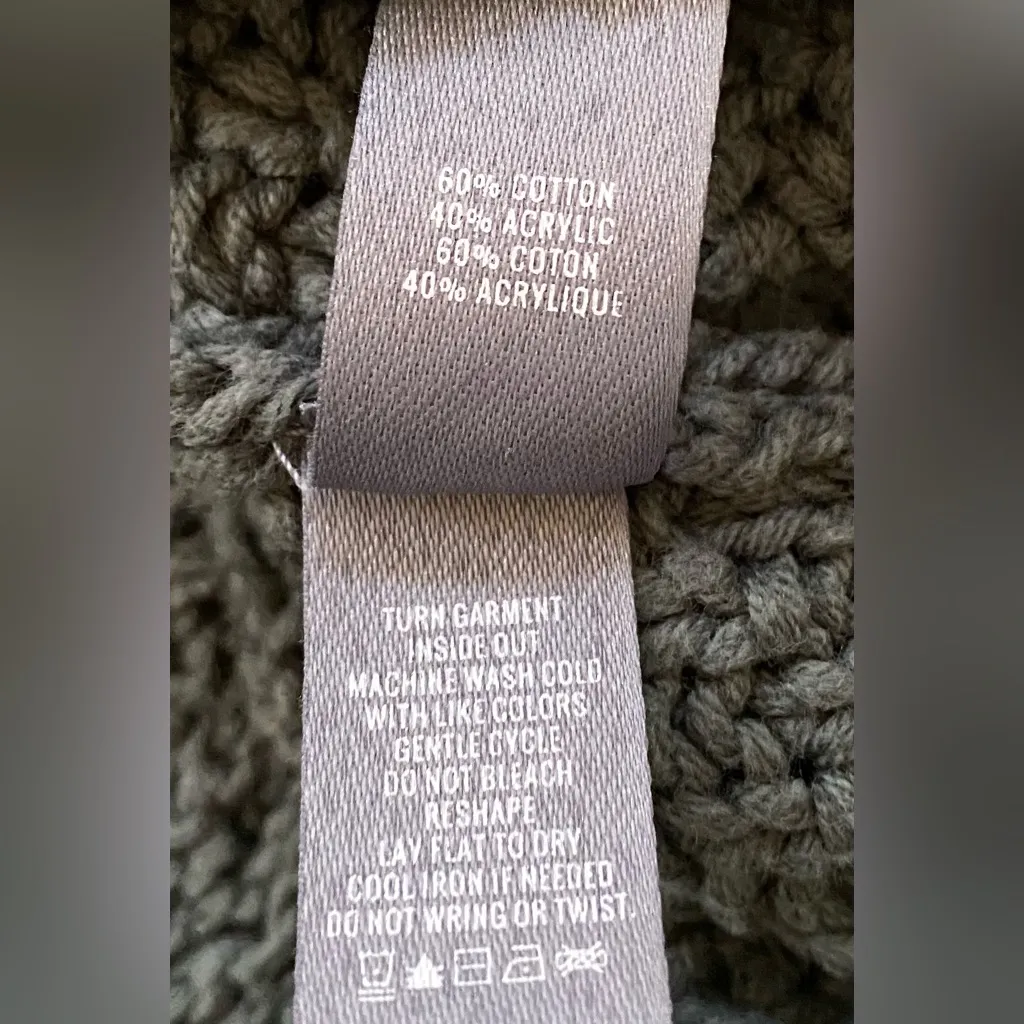 60% COTTON
40% ACRYLIC
60% COTON
40% ACRYLIQUE
TURN GARMENT
INSIDE OUT
MACHINE WASH COLD
WITH LIKE COLORS
GENTLE CYCLE
DO NOT BLEACH
RESHAPE
LAY FLAT TO DRY
COOL IRON IF NEEDED
DO NOT WRING OR TWIST.